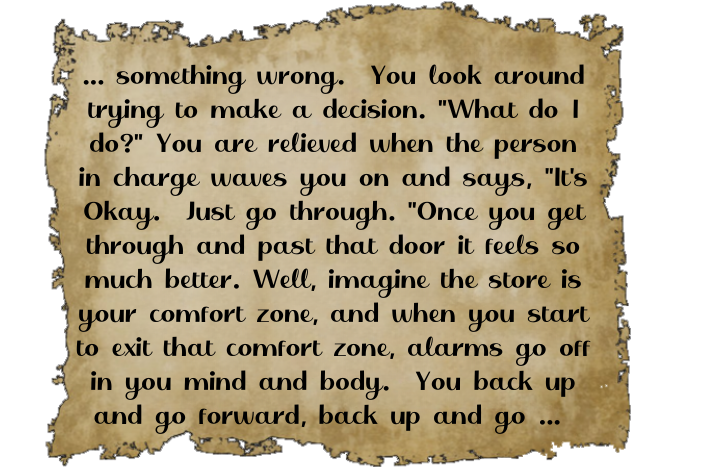 ... something wrong.  You look around
trying to make a decision. "What do I
do?" You are relieved when the person
in charge waves you on and says, "It's
Okay.  Just go through. "Once you get
through and past that door it feels so
much better. Well, imagine the store is
your comfort zone, and when you start
to exit that comfort zone, alarms go off
in you mind and body.  You back up
and go forward, back up and go ...